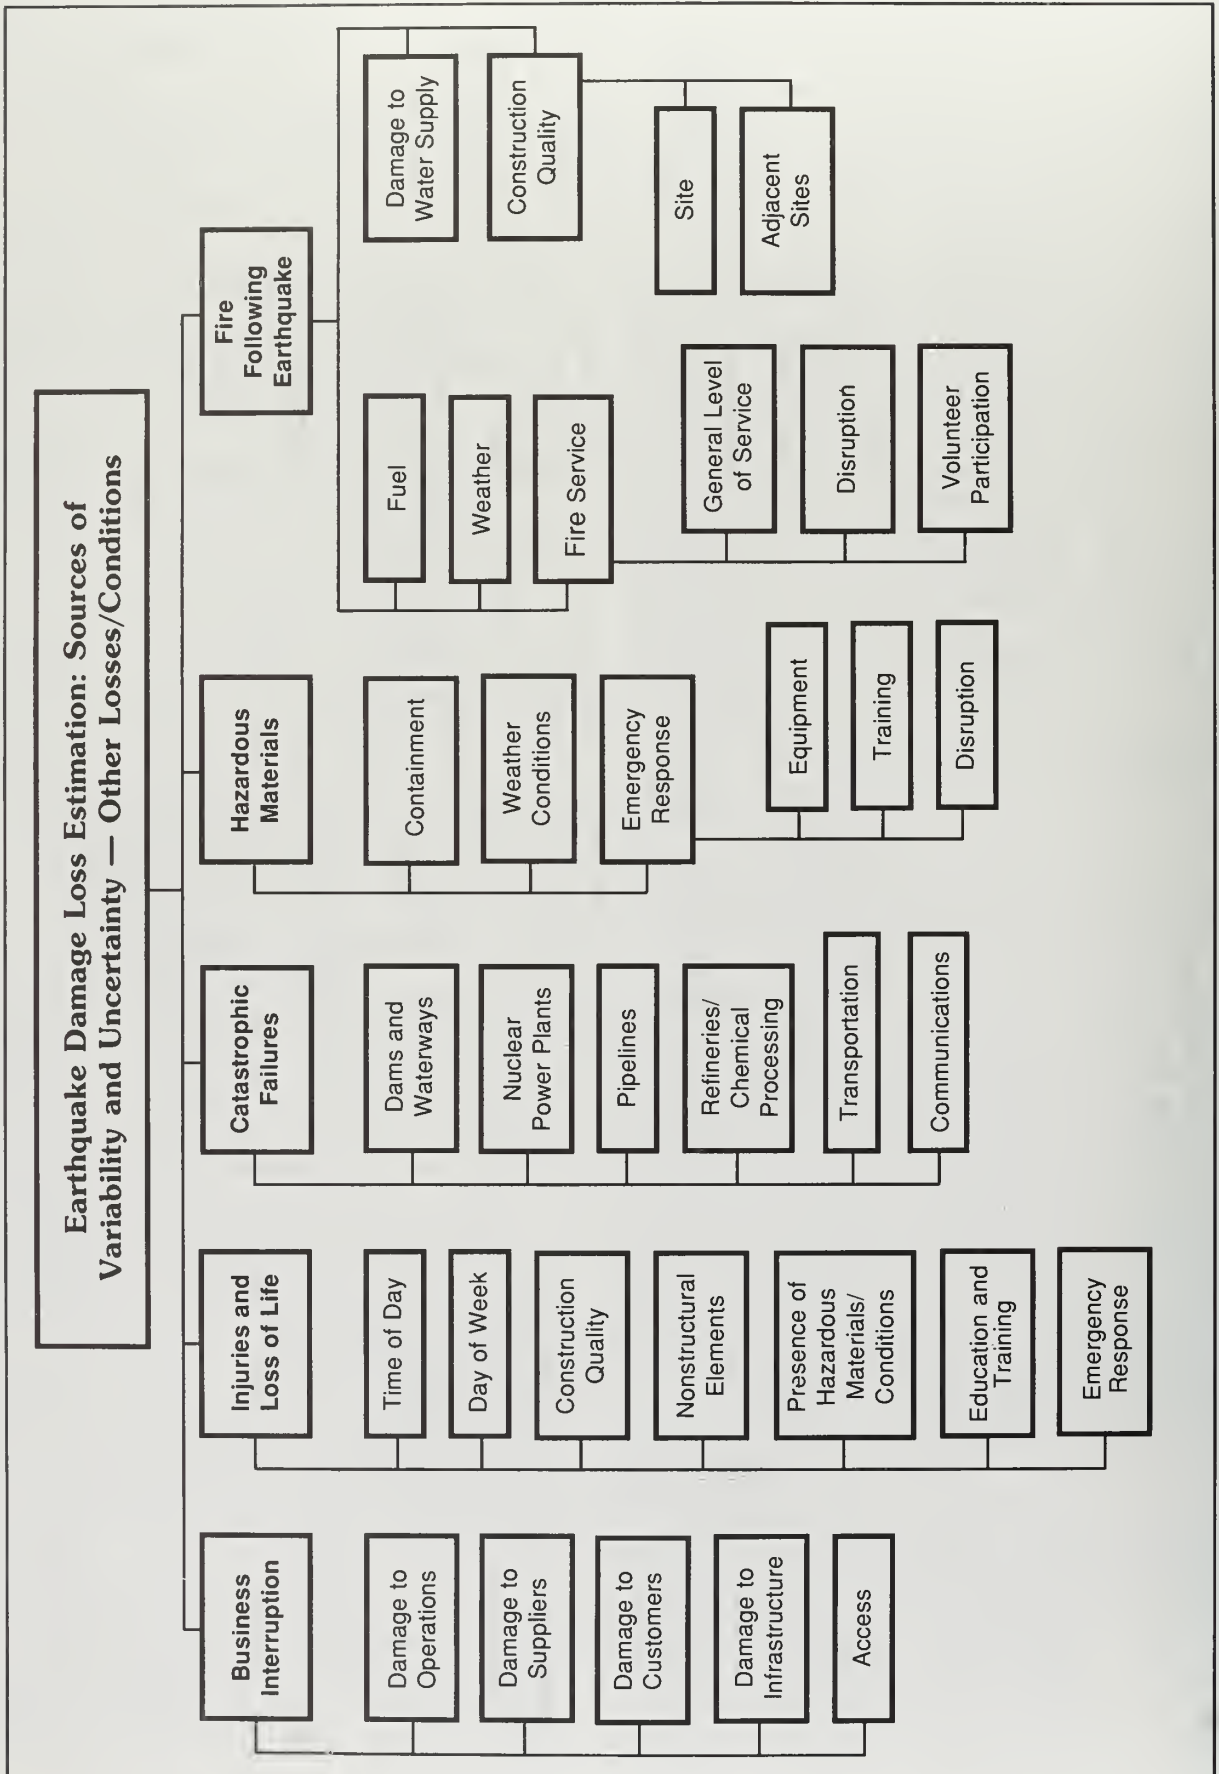 Earthquake Damage Loss Estimation: Sources of
Variability and Uncertainty — Other Losses/Conditions
Business
Interruption
Damage to
Operations
Damage to
Suppliers
Damage to
Customers
Damage to
Infrastructure
Access
Injuries and
Loss of Life
Time of Day
Day of Week
Construction
Quality
Nonstructural
Elements
Presence of
Hazardous
Materials/
Conditions
Education and
Training
Emergency
Response
Catastrophic
Failures
Dams and
Waterways
Nuclear
Power Plants
Pipelines
Refineries/
Chemical
Processing
Transportation
Communications
Hazardous
Materials
Containment
Weather
Conditions
Emergency
Response
Equipment
Training
Disruption
Fire
Following
Earthquake
Fuel
Weather
Fire Service
General Level
of Service
Disruption
Volunteer
Participation
Damage to
Water Supply
Construction
Quality
Site
Adjacent
Sites